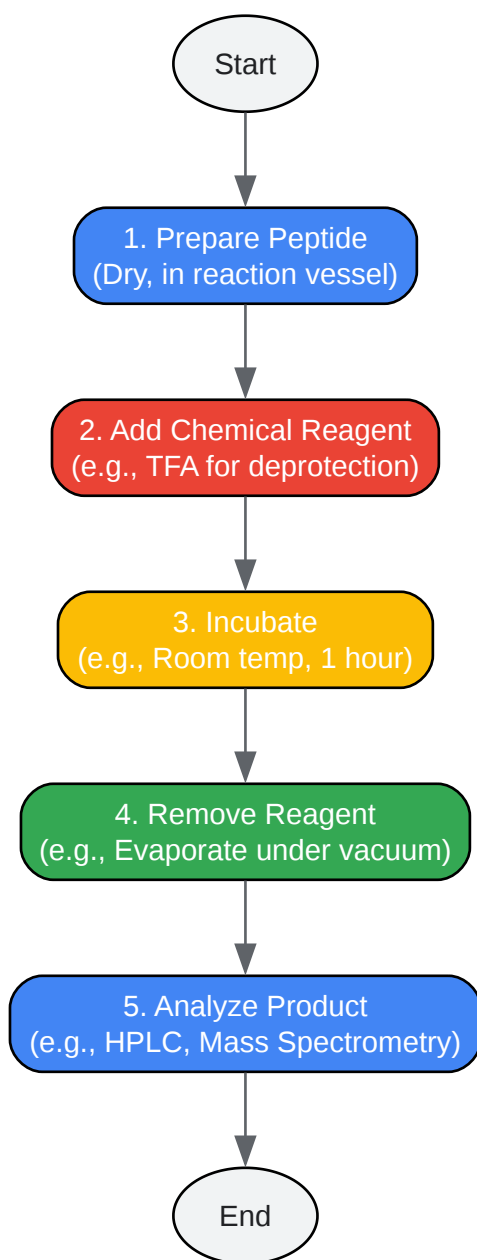 Start
1. Prepare Peptide
(Dry, in reaction vessel)
2. Add Chemical Reagent
(e.g., TFA for deprotection)
3. Incubate
(e.g., Room temp, 1 hour)
4. Remove Reagent
(e.g., Evaporate under vacuum)
5. Analyze Product
(e.g., HPLC, Mass Spectrometry)
End